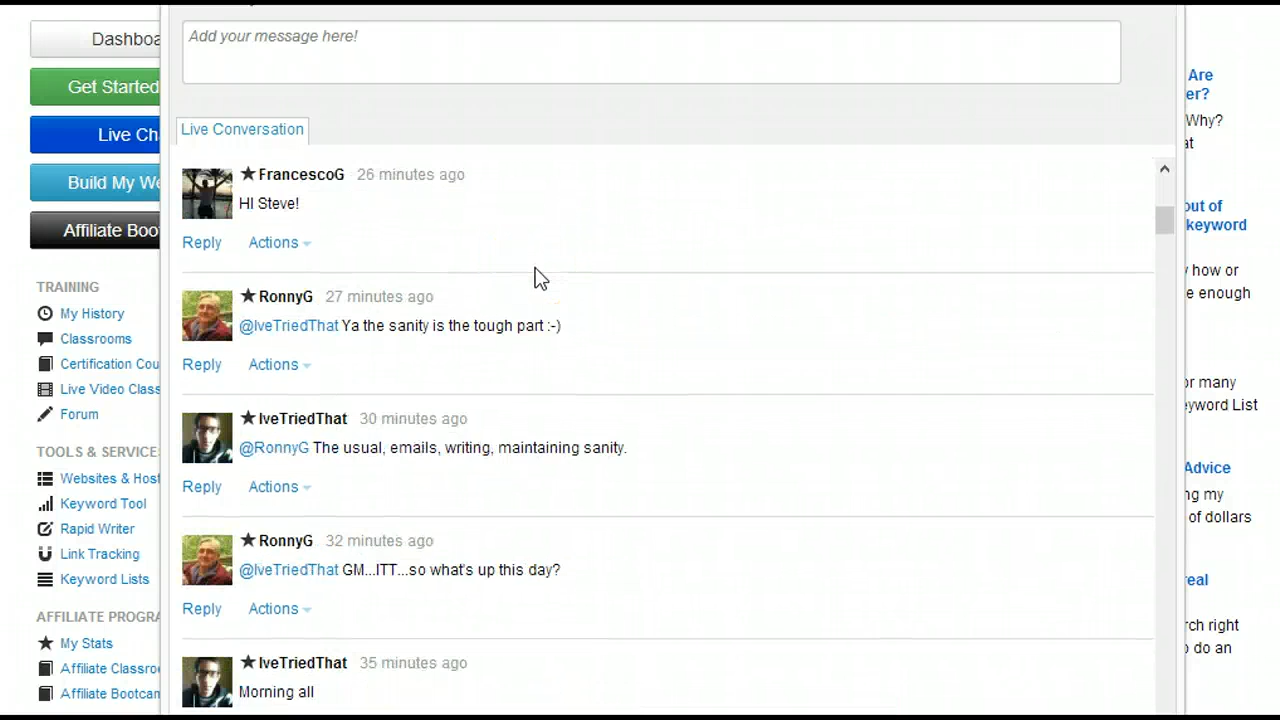 Dashboa
Get Started
Live Ch
Build My We
Affiliate Boo
TRAINING
My History
Classrooms
Certification Cou
Live Video Class
Forum
TOOLS & SERVICES
Websites & Host
Keyword Tool
Rapid Writer
Link Tracking
Keyword Lists
AFFILIATE PROGRA
My Stats
Affiliate Classroo
Affiliate Bootcam
Add your message here!
Live Conversation
FrancescoG 26 minutes ago
HI Steve!
Reply Actions
RonnyG 27 minutes ago
@IveTriedThat Ya the sanity is the tough part :-)
Reply Actions
IveTriedThat 30 minutes ago
@RonnyG The usual, emails, writing, maintaining sanity.
Reply Actions
RonnyG 32 minutes ago
@IveTriedThat GM...ITT...so what's up this day?
Reply Actions
IveTriedThat 35 minutes ago
Morning all
Are
er?
Why?
at
out of
keyword
how or
e enough
or many
eyword List
Advice
ng my
of dollars
eal
rch right
do an